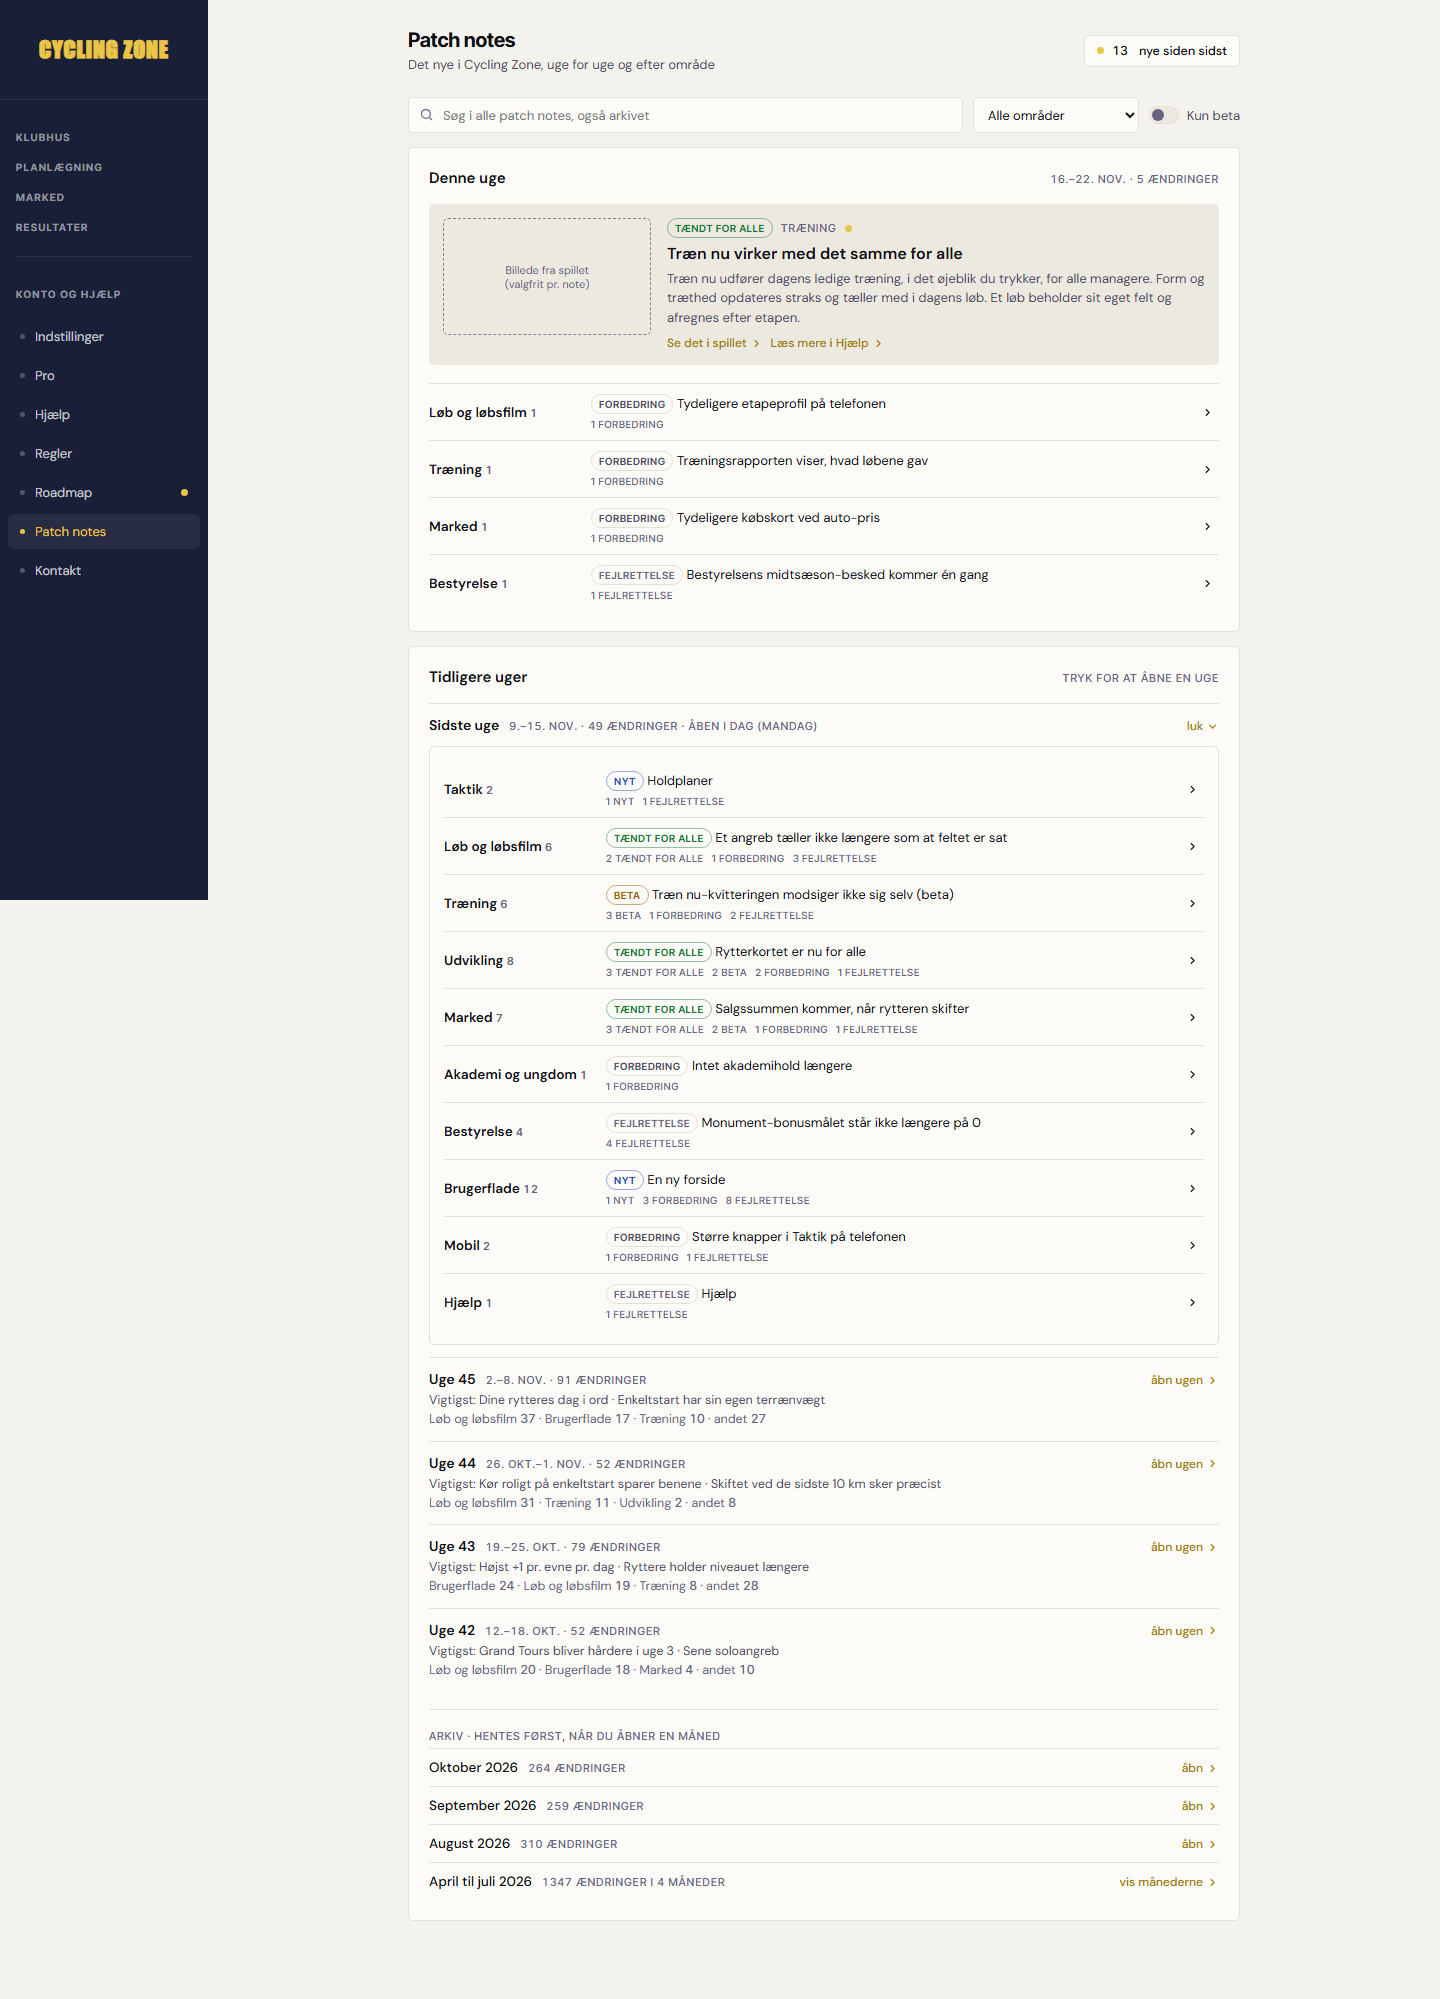 CYCLING ZONE
KLUBHUS
PLANLÆGNING
MARKED
RESULTATER
KONTO OG HJÆLP
Indstillinger
Pro
Hjælp
Regler
Roadmap
Patch notes
Kontakt
Patch notes
Det nye i Cycling Zone, uge for uge og efter område
13 nye siden sidst
Søg i alle patch notes, også arkivet
Alle områder
Kun beta
Denne uge
16.–22. NOV. · 5 ÆNDRINGER
Billede fra spillet
(valgfrit pr. note)
TÆNDT FOR ALLE TRÆNING
Træn nu virker med det samme for alle
Træn nu udfører dagens ledige træning, i det øjeblik du trykker, for alle managere. Form og
træthed opdateres straks og tæller med i dagens løb. Et løb beholder sit eget felt og
afregnes efter etapen.
Se det i spillet Læs mere i Hjælp
Løb og løbsfilm 1
FORBEDRING Tydeligere etapeprofil på telefonen
1 FORBEDRING
Træning 1
FORBEDRING Træningsrapporten viser, hvad løbene gav
1 FORBEDRING
Marked 1
FORBEDRING Tydeligere købskort ved auto-pris
1 FORBEDRING
Bestyrelse 1
FEJLRETTELSE Bestyrelsens midtsæson-besked kommer én gang
1 FEJLRETTELSE
Tidligere uger
TRYK FOR AT ÅBNE EN UGE
Sidste uge 9.–15. NOV. · 49 ÆNDRINGER · ÅBEN I DAG (MANDAG)
luk
Taktik 2
NYT Holdplaner
1 NYT 1 FEJLRETTELSE
Løb og løbsfilm 6
TÆNDT FOR ALLE Et angreb tæller ikke længere som at feltet er sat
2 TÆNDT FOR ALLE 1 FORBEDRING 3 FEJLRETTELSE
Træning 6
BETA Træn nu-kvitteringen modsiger ikke sig selv (beta)
3 BETA 1 FORBEDRING 2 FEJLRETTELSE
Udvikling 8
TÆNDT FOR ALLE Rytterkortet er nu for alle
3 TÆNDT FOR ALLE 2 BETA 2 FORBEDRING 1 FEJLRETTELSE
Marked 7
TÆNDT FOR ALLE Salgssummen kommer, når rytteren skifter
3 TÆNDT FOR ALLE 2 BETA 1 FORBEDRING 1 FEJLRETTELSE
Akademi og ungdom 1
FORBEDRING Intet akademihold længere
1 FORBEDRING
Bestyrelse 4
FEJLRETTELSE Monument-bonusmålet står ikke længere på 0
4 FEJLRETTELSE
Brugerflade 12
NYT En ny forside
1 NYT 3 FORBEDRING 8 FEJLRETTELSE
Mobil 2
FORBEDRING Større knapper i Taktik på telefonen
1 FORBEDRING 1 FEJLRETTELSE
Hjælp 1
FEJLRETTELSE Hjælp
1 FEJLRETTELSE
Uge 45 2.–8. NOV. · 91 ÆNDRINGER
åbn ugen
Vigtigst: Dine rytteres dag i ord · Enkeltstart har sin egen terrænvægt
Løb og løbsfilm 37 · Brugerflade 17 · Træning 10 · andet 27
Uge 44 26. OKT.–1. NOV. · 52 ÆNDRINGER
åbn ugen
Vigtigst: Kør roligt på enkeltstart sparer benene · Skiftet ved de sidste 10 km sker præcist
Løb og løbsfilm 31 · Træning 11 · Udvikling 2 · andet 8
Uge 43 19.–25. OKT. · 79 ÆNDRINGER
åbn ugen
Vigtigst: Højst +1 pr. evne pr. dag · Ryttere holder niveauet længere
Brugerflade 24 · Løb og løbsfilm 19 · Træning 8 · andet 28
Uge 42 12.–18. OKT. · 52 ÆNDRINGER
åbn ugen
Vigtigst: Grand Tours bliver hårdere i uge 3 · Sene soloangreb
Løb og løbsfilm 20 · Brugerflade 18 · Marked 4 · andet 10
ARKIV · HENTES FØRST, NÅR DU ÅBNER EN MÅNED
Oktober 2026 264 ÆNDRINGER
åbn
September 2026 259 ÆNDRINGER
åbn
August 2026 310 ÆNDRINGER
åbn
April til juli 2026 1347 ÆNDRINGER I 4 MÅNEDER
vis månederne